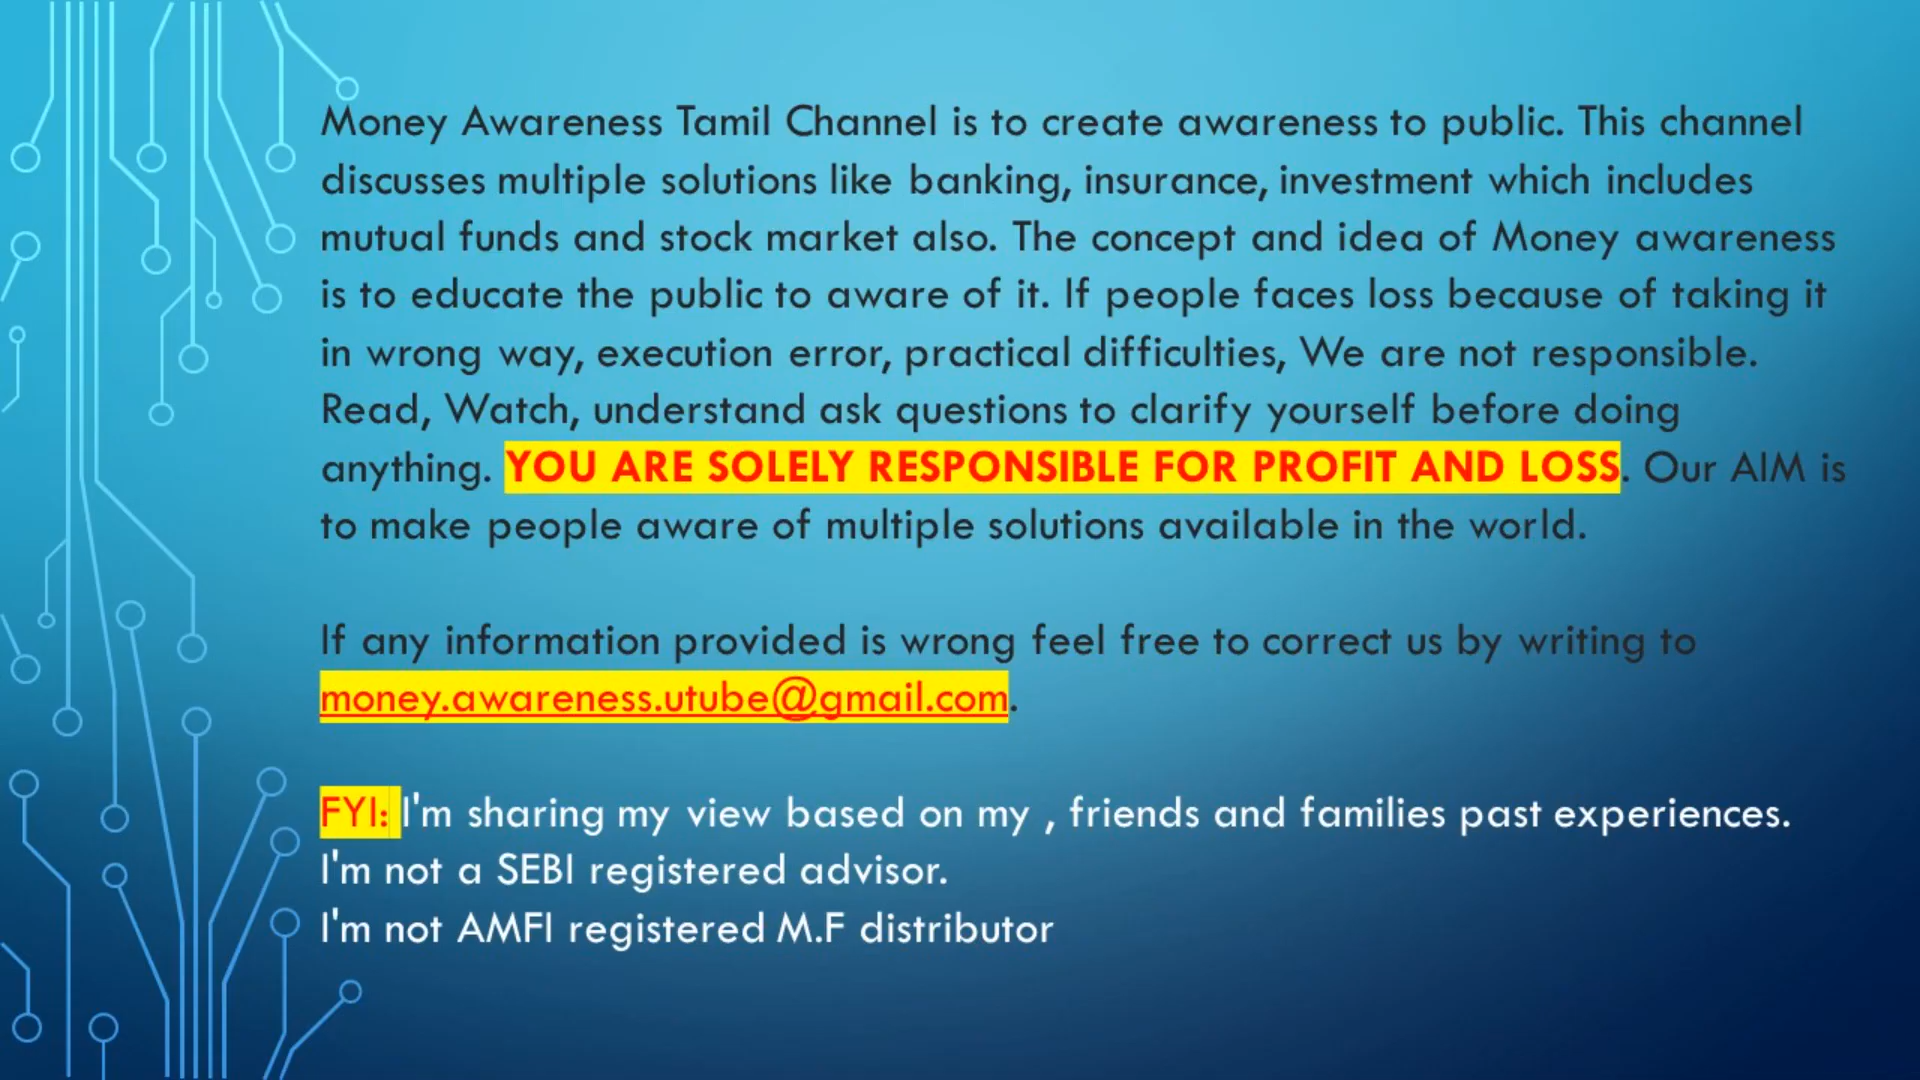 Money Awareness Tamil Channel is to create awareness to public. This channel
discusses multiple solutions like banking, insurance, investment which includes
mutual funds and stock market also. The concept and idea of Money awareness
is to educate the public to aware of it. If people faces loss because of taking it
in wrong way, execution error, practical difficulties, We are not responsible.
Read, Watch, understand ask questions to clarify yourself before doing
anything. YOU ARE SOLELY RESPONSIBLE FOR PROFIT AND LOSS. Our AIM is
to make people aware of multiple solutions available in the world.
If any information provided is wrong feel free to correct us by writing to
money.awareness.utube@gmail.com.
FYI: I'm sharing my view based on my , friends and families past experiences.
I'm not a SEBI registered advisor.
I'm not AMFI registered M.F distributor